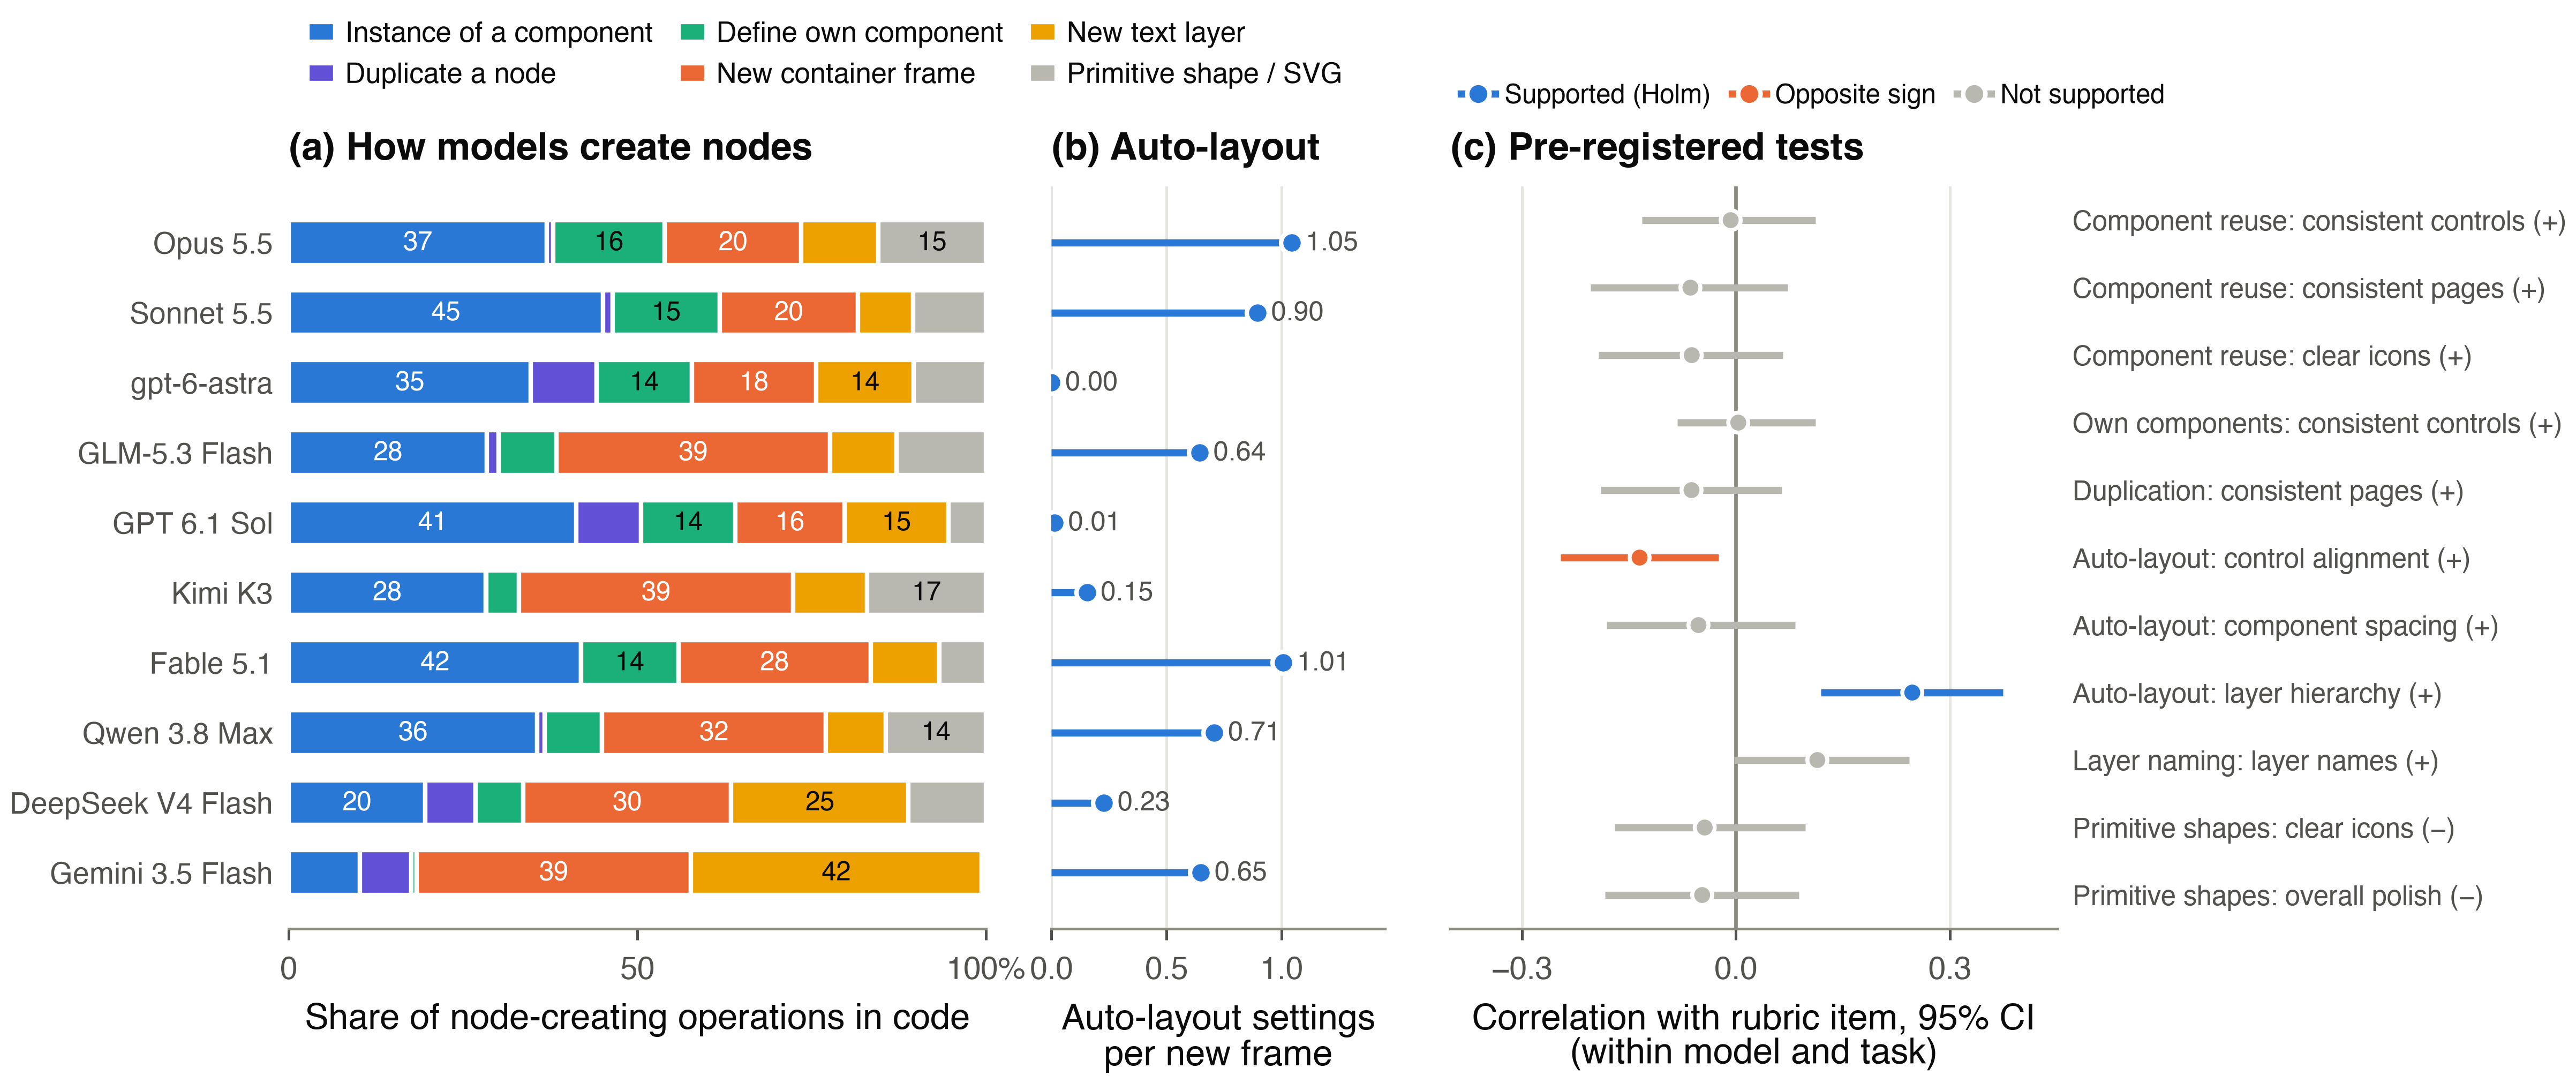 Instance of a component
Define own component
New text layer
Duplicate a node
New container frame
Primitive shape / SVG
Supported (Holm)
Opposite sign
Not supported
(a) How models create nodes
(b) Auto-layout
(c) Pre-registered tests
Opus 5.5
37
16
20
15
1.05
Component reuse: consistent controls (+)
Sonnet 5.5
45
15
20
0.90
Component reuse: consistent pages (+)
gpt-6-astra
35
14
18
14
0.00
Component reuse: clear icons (+)
GLM-5.3 Flash
28
39
0.64
Own components: consistent controls (+)
GPT 6.1 Sol
41
14
16
15
0.01
Duplication: consistent pages (+)
Kimi K3
28
39
17
0.15
Auto-layout: control alignment (+)
Fable 5.1
42
14
28
1.01
Auto-layout: component spacing (+)
Qwen 3.8 Max
36
32
14
0.71
Auto-layout: layer hierarchy (+)
DeepSeek V4 Flash
20
30
25
0.23
Layer naming: layer names (+)
Gemini 3.5 Flash
39
42
0.65
Primitive shapes: clear icons (−)
Primitive shapes: overall polish (−)
0
50
100%
0.0
0.5
1.0
−0.3
0.0
0.3
Share of node-creating operations in code
Auto-layout settings
per new frame
Correlation with rubric item, 95% CI
(within model and task)